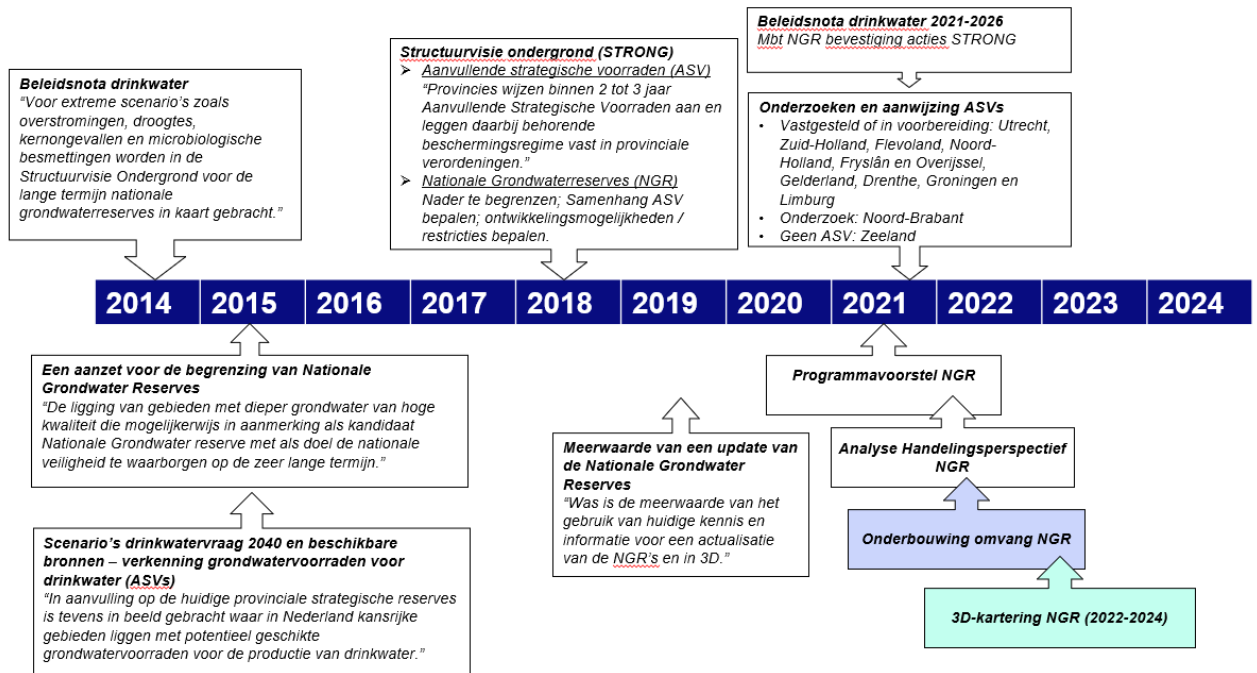 Beleidsnota drinkwater
“Voor extreme scenario’s zoals
overstromingen, droogtes,
kernongevallen en microbiologische
besmettingen worden in de
Structuurvisie Ondergrond voor de
lange termijn nationale
grondwaterreserves in kaart gebracht.”
Structuurvisie ondergrond (STRONG)
➢ Aanvullende strategische voorraden (ASV)
“Provincies wijzen binnen 2 tot 3 jaar
Aanvullende Strategische Voorraden aan en
leggen daarbij behorende
beschermingsregime vast in provinciale
verordeningen.”
➢ Nationale Grondwaterreserves (NGR)
Nader te begrenzen; Samenhang ASV
bepalen; ontwikkelingsmogelijkheden /
restricties bepalen.
Beleidsnota drinkwater 2021-2026
Mbt NGR bevestiging acties STRONG
Onderzoeken en aanwijzing ASVs
• Vastgesteld of in voorbereiding: Utrecht,
Zuid-Holland, Flevoland, Noord-
Holland, Fryslân en Overijssel,
Gelderland, Drenthe, Groningen en
Limburg
• Onderzoek: Noord-Brabant
• Geen ASV: Zeeland
2014 2015 2016 2017 2018 2019 2020 2021 2022 2023 2024
Een aanzet voor de begrenzing van Nationale
Grondwater Reserves
“De ligging van gebieden met dieper grondwater van hoge
kwaliteit die mogelijkerwijs in aanmerking als kandidaat
Nationale Grondwater reserve met als doel de nationale
veiligheid te waarborgen op de zeer lange termijn.”
Scenario’s drinkwatervraag 2040 en beschikbare
bronnen – verkenning grondwatervoorraden voor
drinkwater (ASVs)
“In aanvulling op de huidige provinciale strategische reserves
is tevens in beeld gebracht waar in Nederland kansrijke
gebieden liggen met potentieel geschikte
grondwatervoorraden voor de productie van drinkwater.”
Meerwaarde van een update van
de Nationale Grondwater
Reserves
“Was is de meerwaarde van het
gebruik van huidige kennis en
informatie voor een actualisatie
van de NGR’s en in 3D.”
Programmavoorstel NGR
Analyse Handelingsperspectief
NGR
Onderbouwing omvang NGR
3D-kartering NGR (2022-2024)